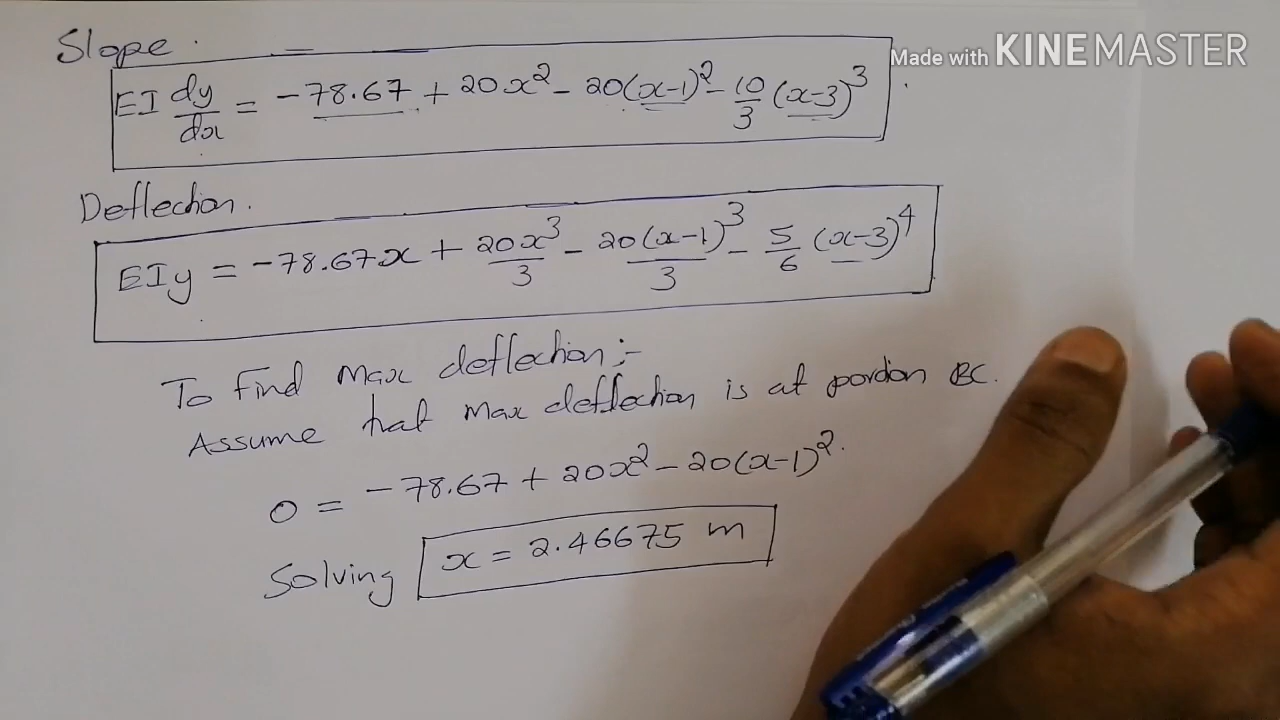 Slope.
Made with KINEMASTER
EI dy/dx = -78.67 + 20x² - 20(x-1)² - 10/3 (x-3)³.
Deflection.
EIy = -78.67x + 20x³/3 - 20(x-1)³/3 - 5/6 (x-3)⁴
To find max deflection:-
Assume that max deflection is at portion BC.
0 = -78.67 + 20x² - 20(x-1)².
Solving x = 2.46675 m